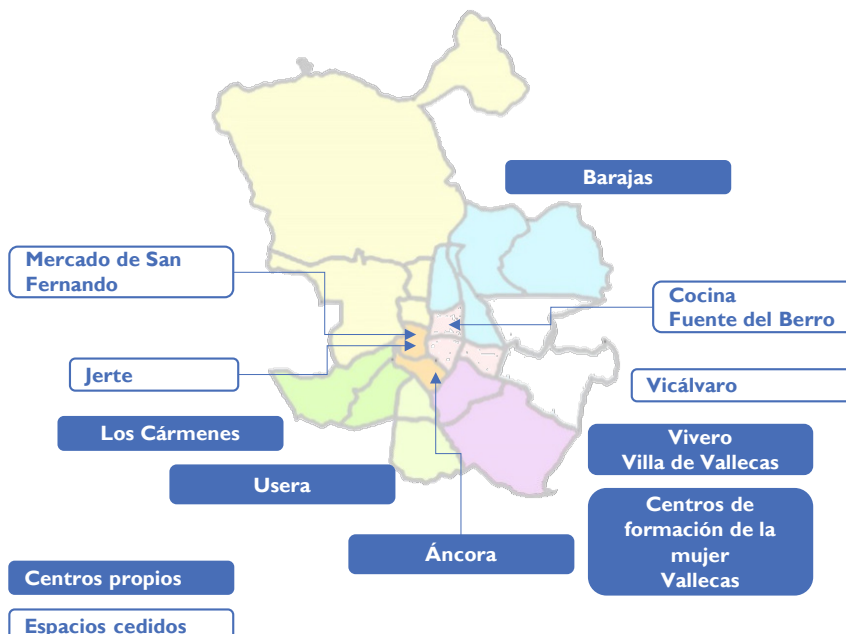 Barajas
Mercado de San
Fernando
Cocina
Fuente del Berro
Jerte
Vicálvaro
Los Cármenes
Vivero
Villa de Vallecas
Usera
Centros de
formación de la
mujer
Vallecas
Áncora
Centros propios
Espacios cedidos